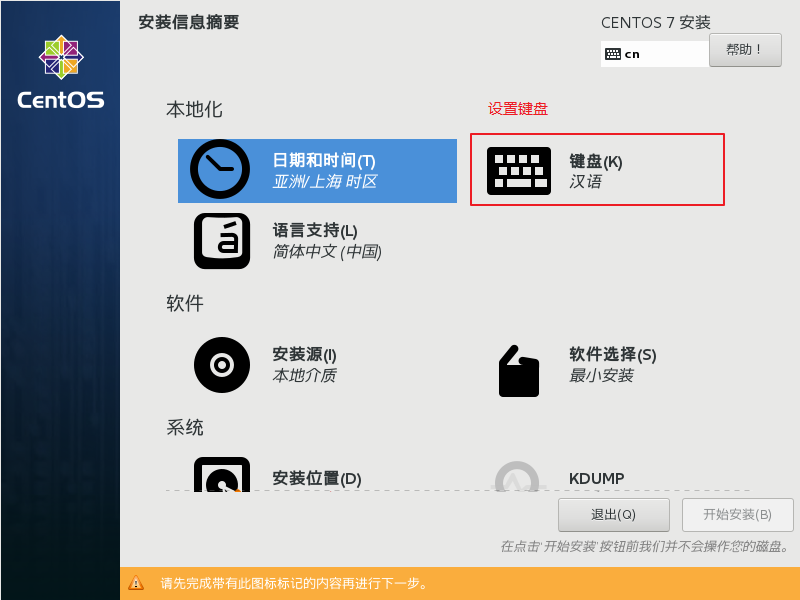 安装信息摘要
CENTOS 7 安装
cn
帮助！
CentOS
本地化
设置键盘
日期和时间(T)
亚洲/上海 时区
键盘(K)
汉语
语言支持(L)
简体中文 (中国)
软件
安装源(I)
本地介质
软件选择(S)
最小安装
系统
安装位置(D)
KDUMP
退出(Q)
开始安装(B)
在点击'开始安装'按钮前我们并不会操作您的磁盘。
请先完成带有此图标标记的内容再进行下一步。